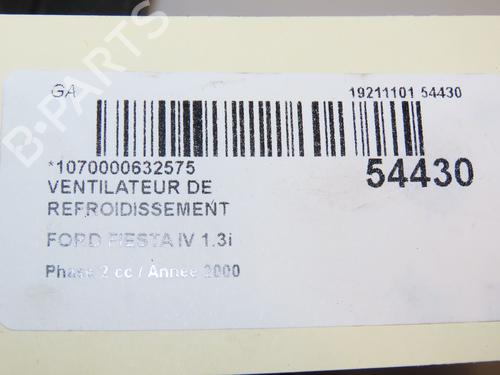 GA
19211101 54430
*1070000632575
54430
VENTILATEUR DE
REFROIDISSEMENT
FORD FIESTA IV 1.3i
Phase 2 cc / Année 2000
B-PARTS